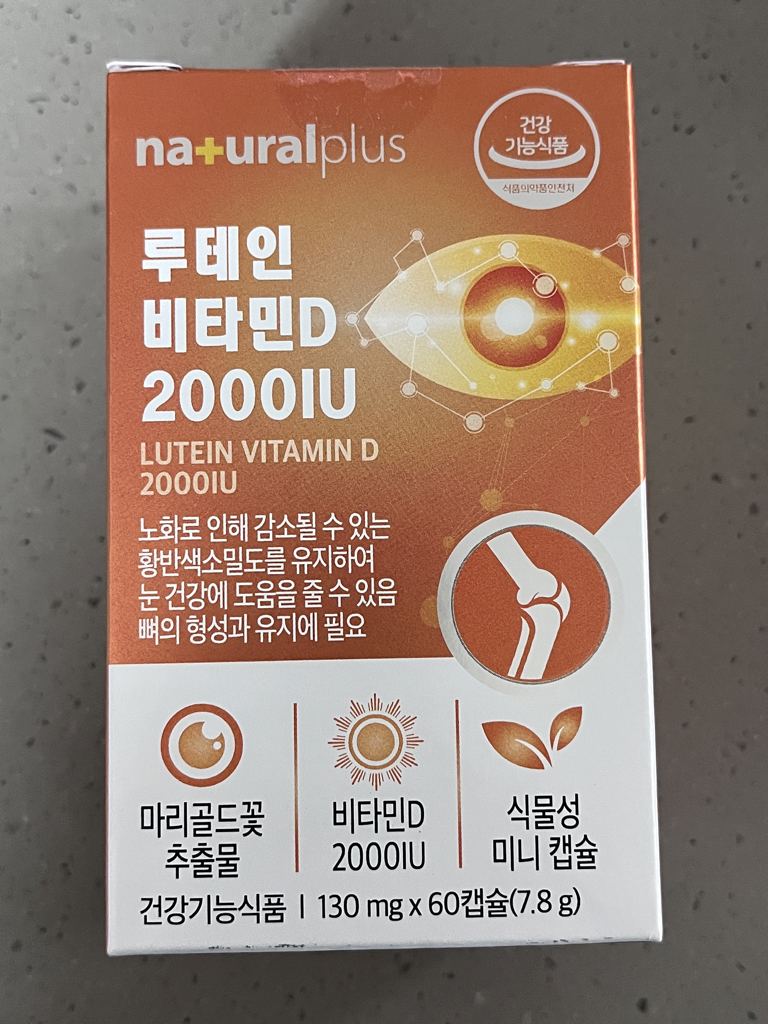 naturalplus
건강
기능식품
식품의약품안전처
루테인
비타민D
2000IU
LUTEIN VITAMIN D
2000IU
노화로 인해 감소될 수 있는
황반색소밀도를 유지하여
눈 건강에 도움을 줄 수 있음
뼈의 형성과 유지에 필요
마리골드꽃
추출물
비타민D
2000IU
식물성
미니 캡슐
건강기능식품 | 130 mg x 60캡슐(7.8 g)